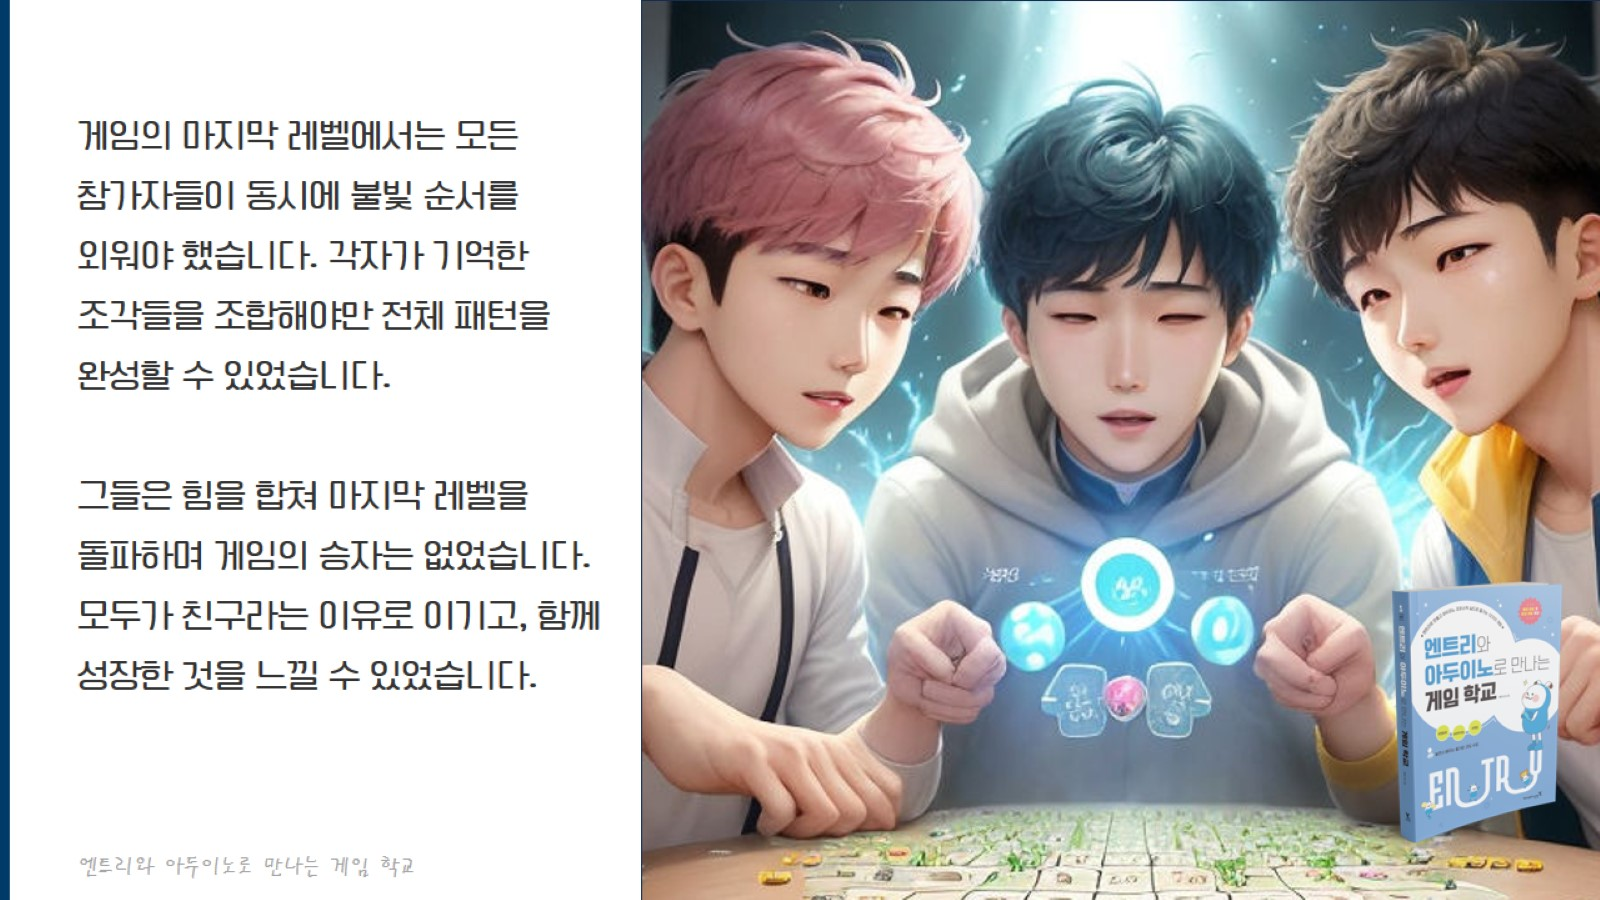 게임의 마지막 레벨에서는 모든
참가자들이 동시에 불빛 순서를
외워야 했습니다. 각자가 기억한
조각들을 조합해야만 전체 패턴을
완성할 수 있었습니다.
그들은 힘을 합쳐 마지막 레벨을
돌파하며 게임의 승자는 없었습니다.
모두가 친구라는 이유로 이기고, 함께
성장한 것을 느낄 수 있었습니다.
엔트리와 아두이노로 만나는 게임 학교
엔트리와
아두이노로 만나는
게임 학교
ENTRY